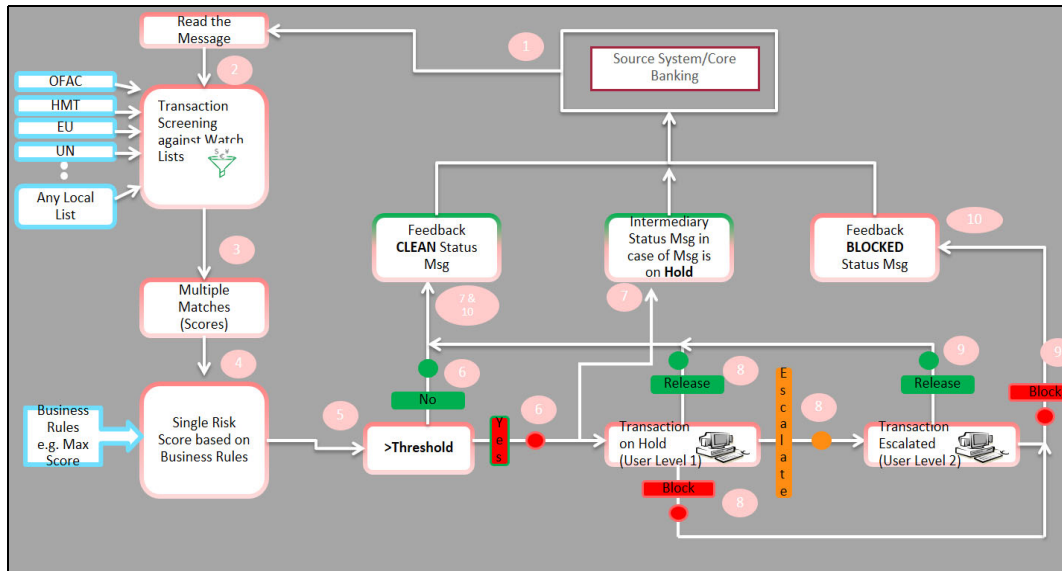 Read the
Message
1
Source System/Core
Banking
2
OFAC
HMT
EU
UN
Any Local
List
Transaction
Screening
against Watch
Lists
3
Multiple
Matches
(Scores)
4
Business
Rules
e.g. Max
Score
Single Risk
Score based on
Business Rules
5
>Threshold
6
No
Yes
6
7 &
10
Feedback
CLEAN Status
Msg
7
Intermediary
Status Msg in
case of Msg is
on Hold
Feedback
BLOCKED
Status Msg
10
Release
8
Transaction
on Hold
(User Level 1)
Block
8
Escalate
8
Release
9
Transaction
Escalated
(User Level 2)
9
Block